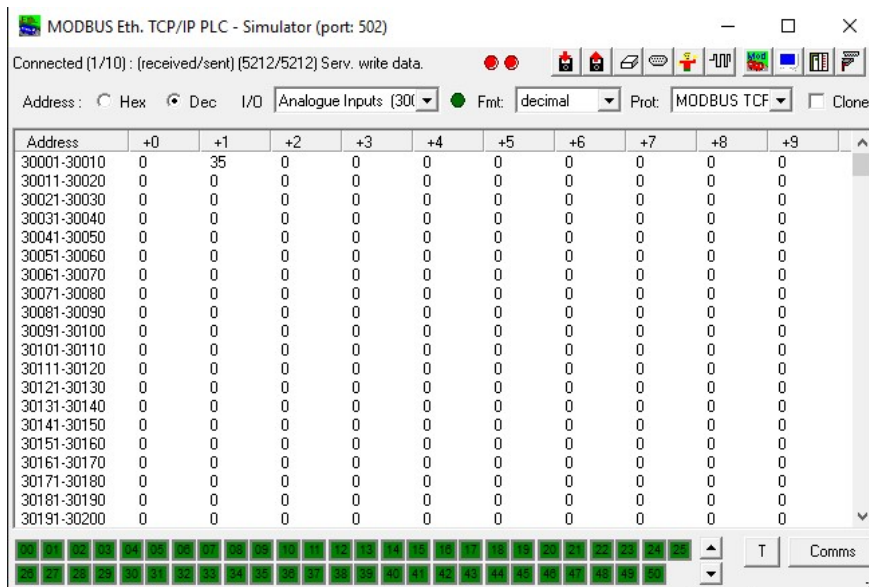 MODBUS Eth. TCP/IP PLC - Simulator (port: 502)
Connected (1/10) : (received/sent) (5212/5212) Serv. write data.
Address : Hex Dec I/O Analogue Inputs (300 Fmt: decimal Prot: MODBUS TCP Clone
Address +0 +1 +2 +3 +4 +5 +6 +7 +8 +9
30001-30010 0 35 0 0 0 0 0 0 0 0
30011-30020 0 0 0 0 0 0 0 0 0 0
30021-30030 0 0 0 0 0 0 0 0 0 0
30031-30040 0 0 0 0 0 0 0 0 0 0
30041-30050 0 0 0 0 0 0 0 0 0 0
30051-30060 0 0 0 0 0 0 0 0 0 0
30061-30070 0 0 0 0 0 0 0 0 0 0
30071-30080 0 0 0 0 0 0 0 0 0 0
30081-30090 0 0 0 0 0 0 0 0 0 0
30091-30100 0 0 0 0 0 0 0 0 0 0
30101-30110 0 0 0 0 0 0 0 0 0 0
30111-30120 0 0 0 0 0 0 0 0 0 0
30121-30130 0 0 0 0 0 0 0 0 0 0
30131-30140 0 0 0 0 0 0 0 0 0 0
30141-30150 0 0 0 0 0 0 0 0 0 0
30151-30160 0 0 0 0 0 0 0 0 0 0
30161-30170 0 0 0 0 0 0 0 0 0 0
30171-30180 0 0 0 0 0 0 0 0 0 0
30181-30190 0 0 0 0 0 0 0 0 0 0
30191-30200 0 0 0 0 0 0 0 0 0 0
00 01 02 03 04 05 06 07 08 09 10 11 12 13 14 15 16 17 18 19 20 21 22 23 24 25 T Comms
26 27 28 29 30 31 32 33 34 35 36 37 38 39 40 41 42 43 44 45 46 47 48 49 50